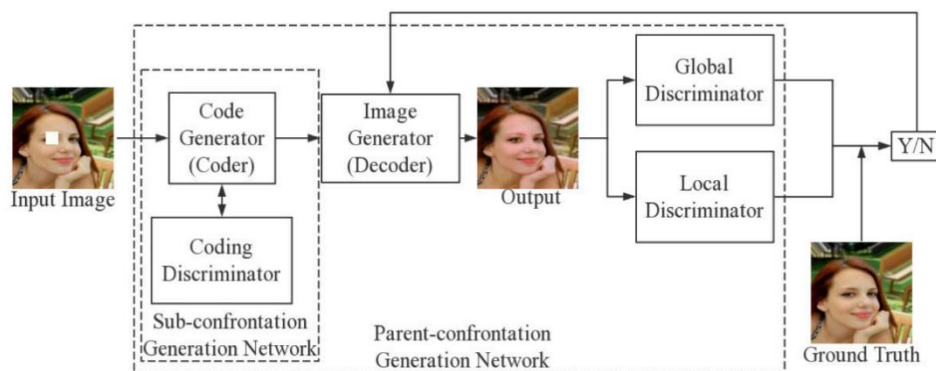 Input Image
Code
Generator
(Coder)
Coding
Discriminator
Sub-confrontation
Generation Network
Image
Generator
(Decoder)
Output
Parent-confrontation
Generation Network
Global
Discriminator
Local
Discriminator
Y/N
Ground Truth